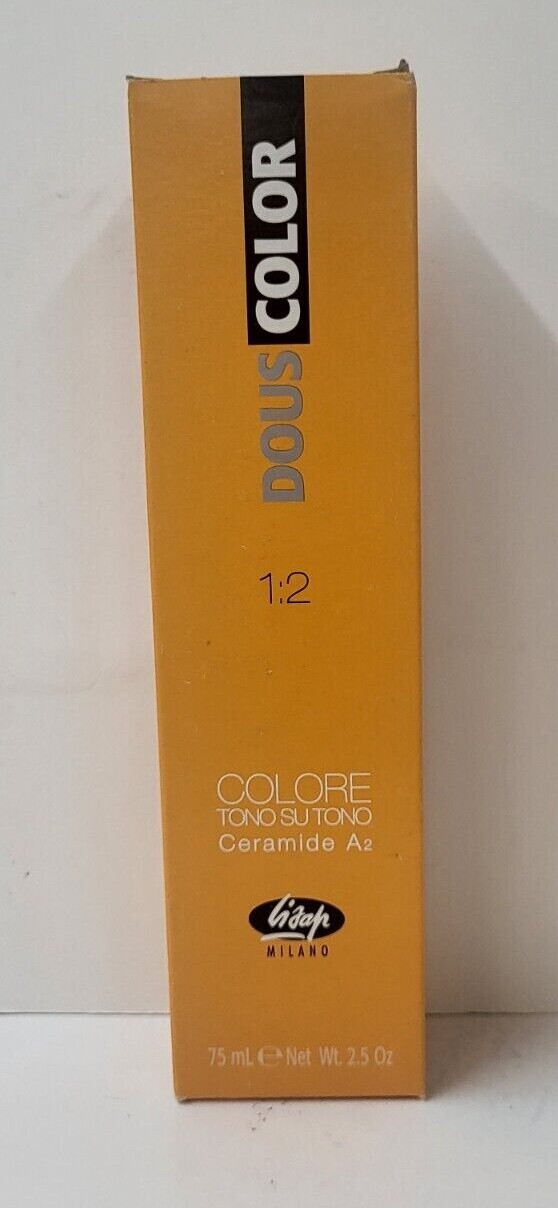 DOUS COLOR
1:2
COLORE
TONO SU TONO
Ceramide A2
Lisap
MILANO
75 mL ℮ Net Wt. 2.5 Oz